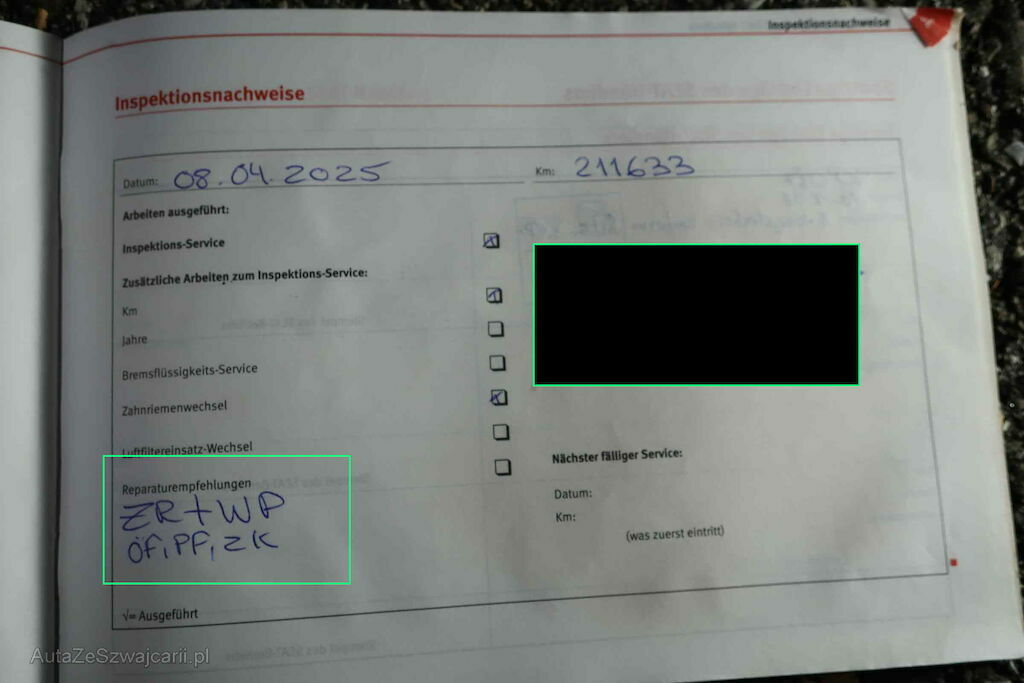 Inspektionsnachweise
Inspektionsnachweise
Datum: 08.04.2025
Km: 211633
Arbeiten ausgeführt:
Inspektions-Service
Zusätzliche Arbeiten zum Inspektions-Service:
Km
Jahre
Bremsflüssigkeits-Service
Zahnriemenwechsel
Luftfiltereinsatz-Wechsel
Reparaturempfehlungen
ZR+WP
ÖF, PF, ZK
√= Ausgeführt
Nächster fälliger Service:
Datum:
Km:
(was zuerst eintritt)
AutaZeSzwajcarii.pl